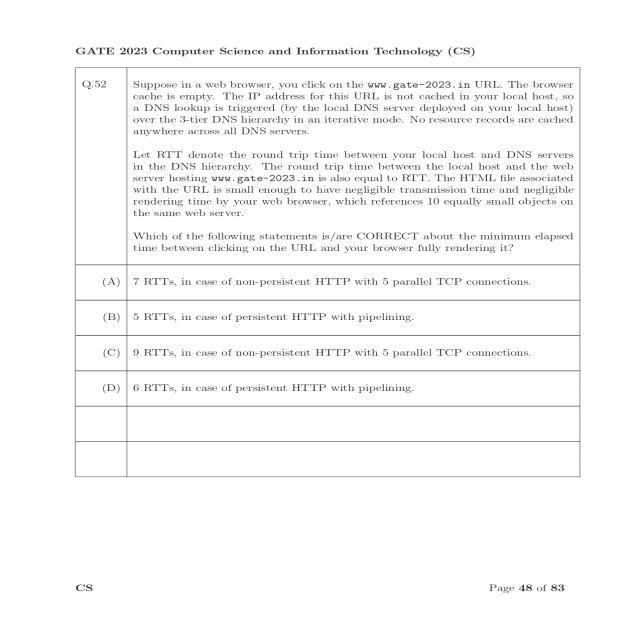 GATE 2023 Computer Science and Information Technology (CS)
Q.52
Suppose in a web browser, you click on the www.gate-2023.in URL. The browser
cache is empty. The IP address for this URL is not cached in your local host, so
a DNS lookup is triggered (by the local DNS server deployed on your local host)
over the 3-tier DNS hierarchy in an iterative mode. No resource records are cached
anywhere across all DNS servers.
Let RTT denote the round trip time between your local host and DNS servers
in the DNS hierarchy. The round trip time between the local host and the web
server hosting www.gate-2023.in is also equal to RTT. The HTML file associated
with the URL is small enough to have negligible transmission time and negligible
rendering time by your web browser, which references 10 equally small objects on
the same web server.
Which of the following statements is/are CORRECT about the minimum elapsed
time between clicking on the URL and your browser fully rendering it?
(A) 7 RTTs, in case of non-persistent HTTP with 5 parallel TCP connections.
(B) 5 RTTs, in case of persistent HTTP with pipelining.
(C) 9 RTTs, in case of non-persistent HTTP with 5 parallel TCP connections.
(D) 6 RTTs, in case of persistent HTTP with pipelining.
CS Page 48 of 83